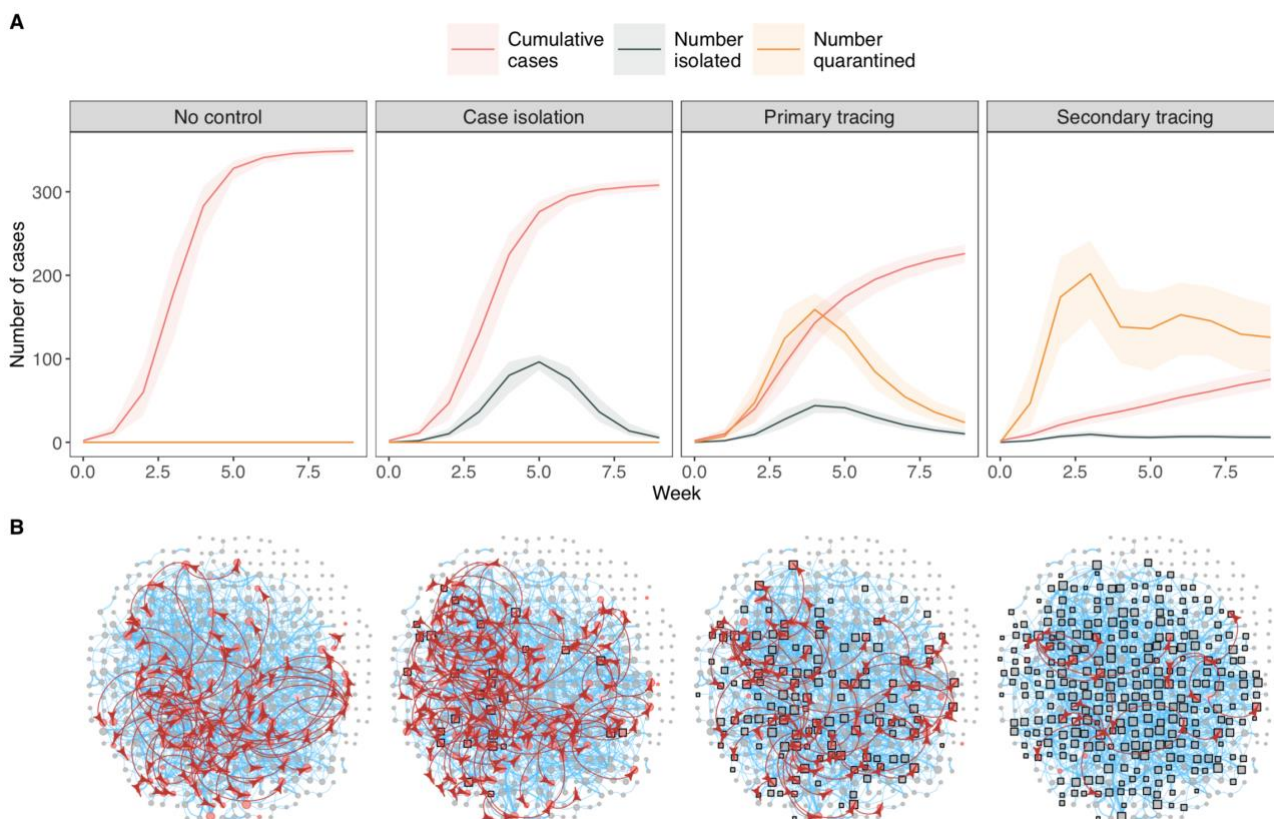 A
Cumulative cases
Number isolated
Number quarantined
No control
Case isolation
Primary tracing
Secondary tracing
Number of cases
300
200
100
0
0.0 2.5 5.0 7.5
0.0 2.5 5.0 7.5
0.0 2.5 5.0 7.5
0.0 2.5 5.0 7.5
Week
B